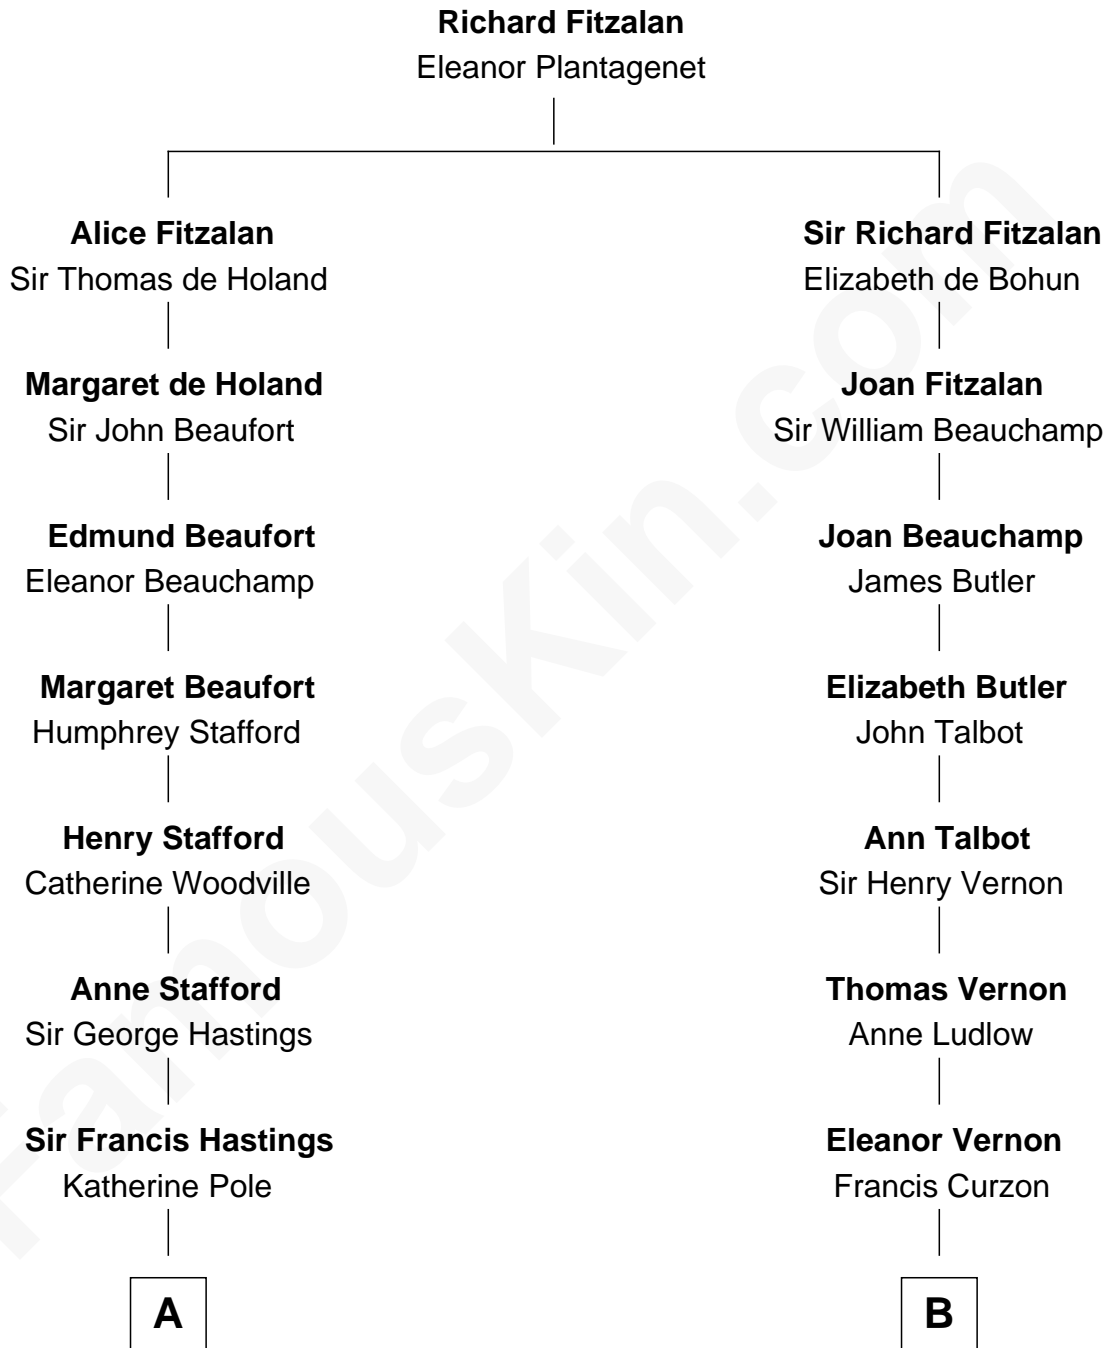 Richard Fitzalan
Eleanor Plantagenet
Alice Fitzalan
Sir Thomas de Holand
Sir Richard Fitzalan
Elizabeth de Bohun
Margaret de Holand
Sir John Beaufort
Joan Fitzalan
Sir William Beauchamp
Edmund Beaufort
Eleanor Beauchamp
Joan Beauchamp
James Butler
Margaret Beaufort
Humphrey Stafford
Elizabeth Butler
John Talbot
Henry Stafford
Catherine Woodville
Ann Talbot
Sir Henry Vernon
Anne Stafford
Sir George Hastings
Thomas Vernon
Anne Ludlow
Sir Francis Hastings
Katherine Pole
Eleanor Vernon
Francis Curzon
A
B
FamousKin.com